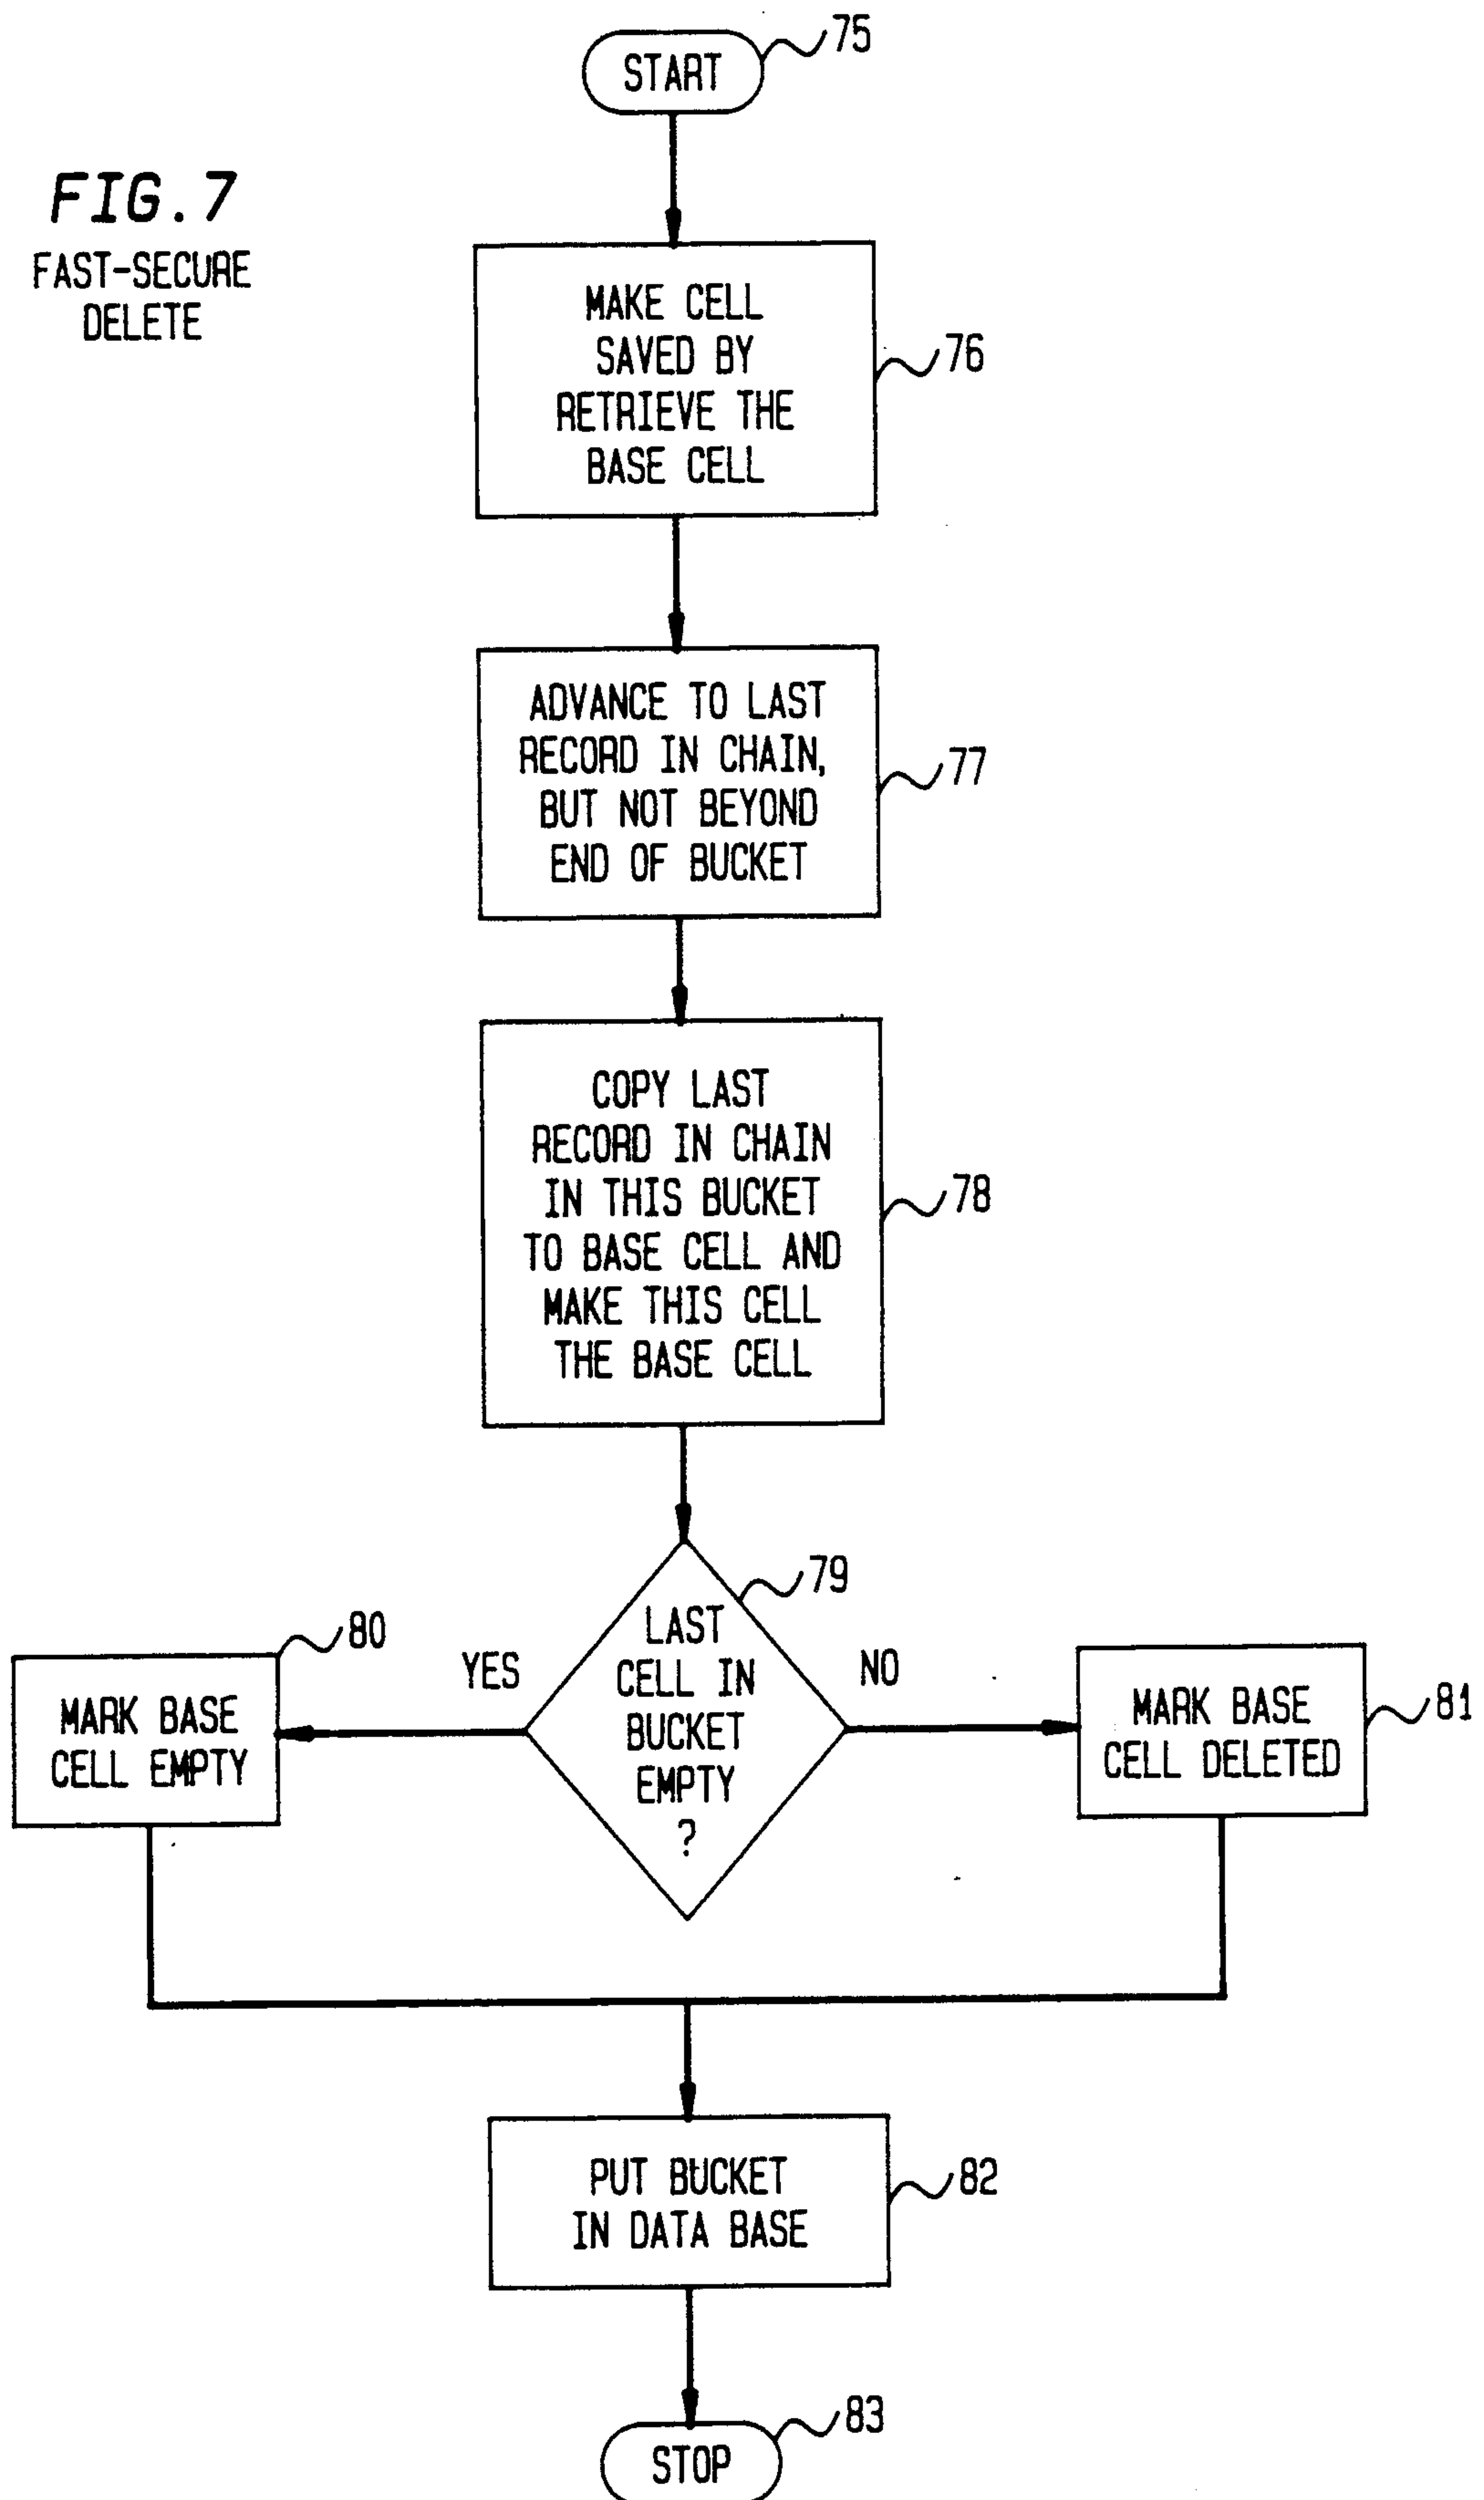 75
START
FIG. 7
FAST-SECURE
DELETE
MAKE CELL
SAVED BY
RETRIEVE THE
BASE CELL
76
ADVANCE TO LAST
RECORD IN CHAIN,
BUT NOT BEYOND
END OF BUCKET
77
COPY LAST
RECORD IN CHAIN
IN THIS BUCKET
TO BASE CELL AND
MAKE THIS CELL
THE BASE CELL
78
79
LAST
CELL IN
BUCKET
EMPTY
?
YES
NO
80
MARK BASE
CELL EMPTY
81
MARK BASE
CELL DELETED
PUT BUCKET
IN DATA BASE
82
83
STOP